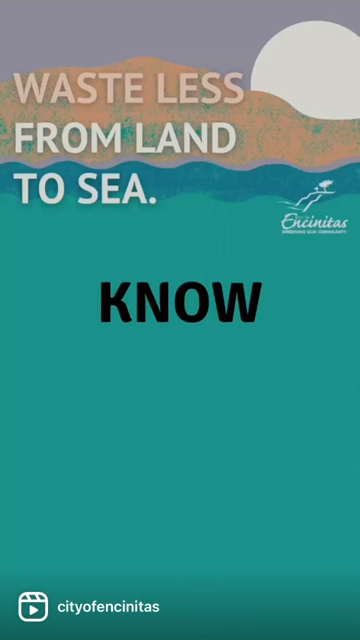 WASTE LESS
FROM LAND
TO SEA.
Encinitas
KNOW
cityofencinitas